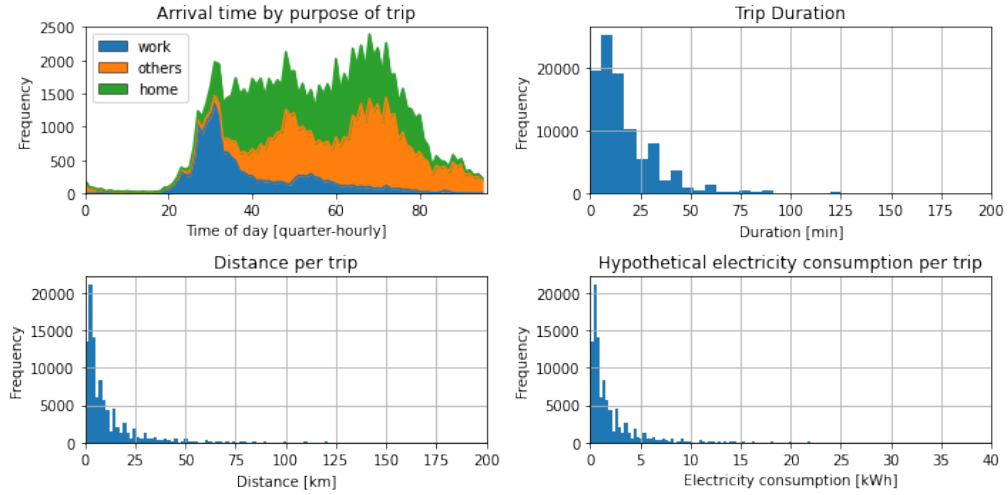 Arrival time by purpose of trip
2500
2000
1500
1000
500
0
Frequency
work
others
home
0 20 40 60 80
Time of day [quarter-hourly]
Trip Duration
20000
10000
0
Frequency
0 25 50 75 100 125 150 175 200
Duration [min]
Distance per trip
20000
15000
10000
5000
0
Frequency
0 25 50 75 100 125 150 175 200
Distance [km]
Hypothetical electricity consumption per trip
20000
15000
10000
5000
0
Frequency
0 5 10 15 20 25 30 35 40
Electricity consumption [kWh]